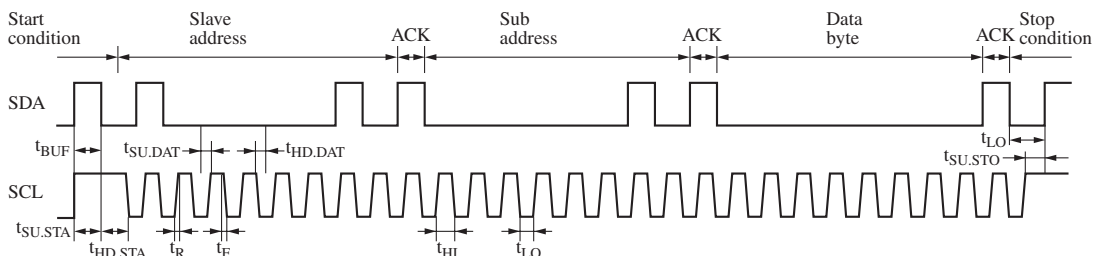 Start condition
Slave address
ACK
Sub address
ACK
Data byte
ACK
Stop condition
SDA
tBUF
tSU.DAT
tHD.DAT
tLO
tSU.STO
SCL
tSU.STA
tHD.STA
tR
tF
tHI
tLO